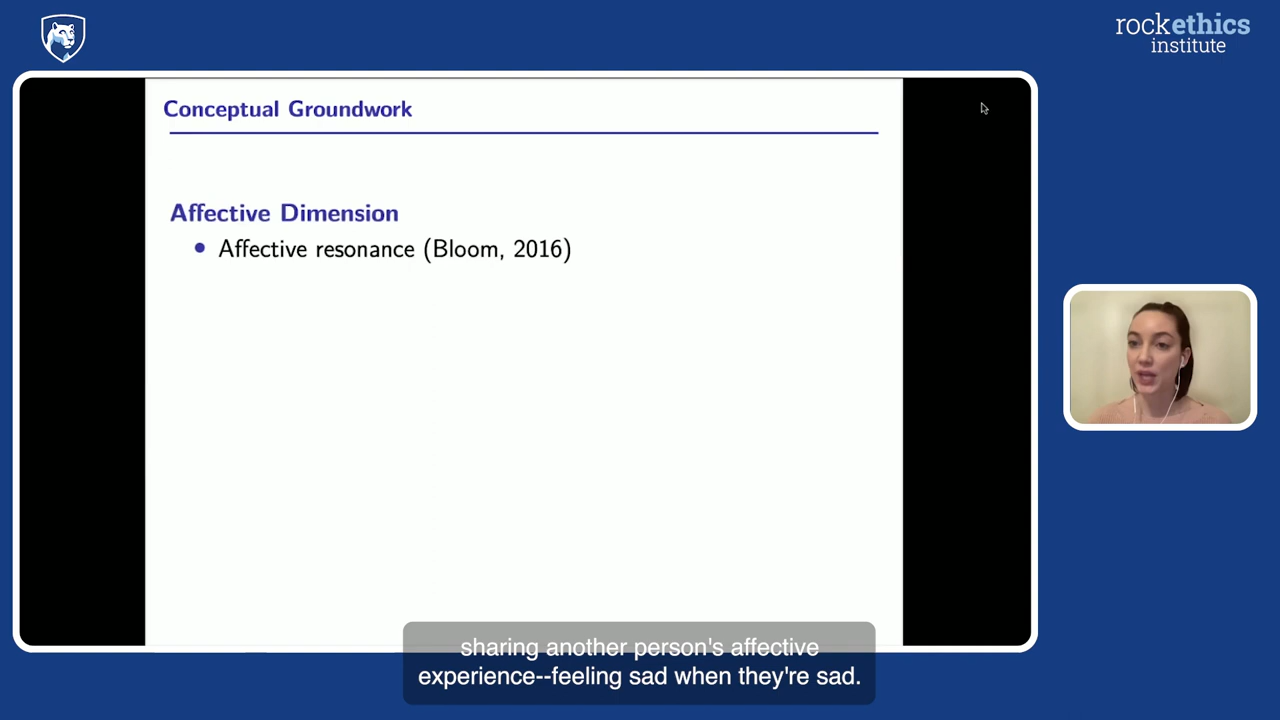 rockethics
institute
Conceptual Groundwork
Affective Dimension
• Affective resonance (Bloom, 2016)
sharing another person's affective
experience--feeling sad when they're sad.